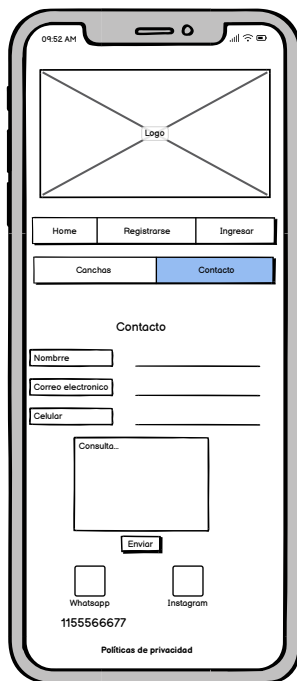 09:52 AM
Logo
Home Registrarse Ingresar
Canchas Contacto
Contacto
Nombrre
Correo electronico
Celular
Consulta...
Enviar
Whatsapp Instagram
1155566677
Políticas de privacidad